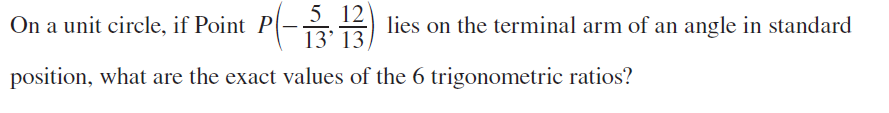 On a unit circle, if Point P(−5/13, 12/13) lies on the terminal arm of an angle in standard
position, what are the exact values of the 6 trigonometric ratios?